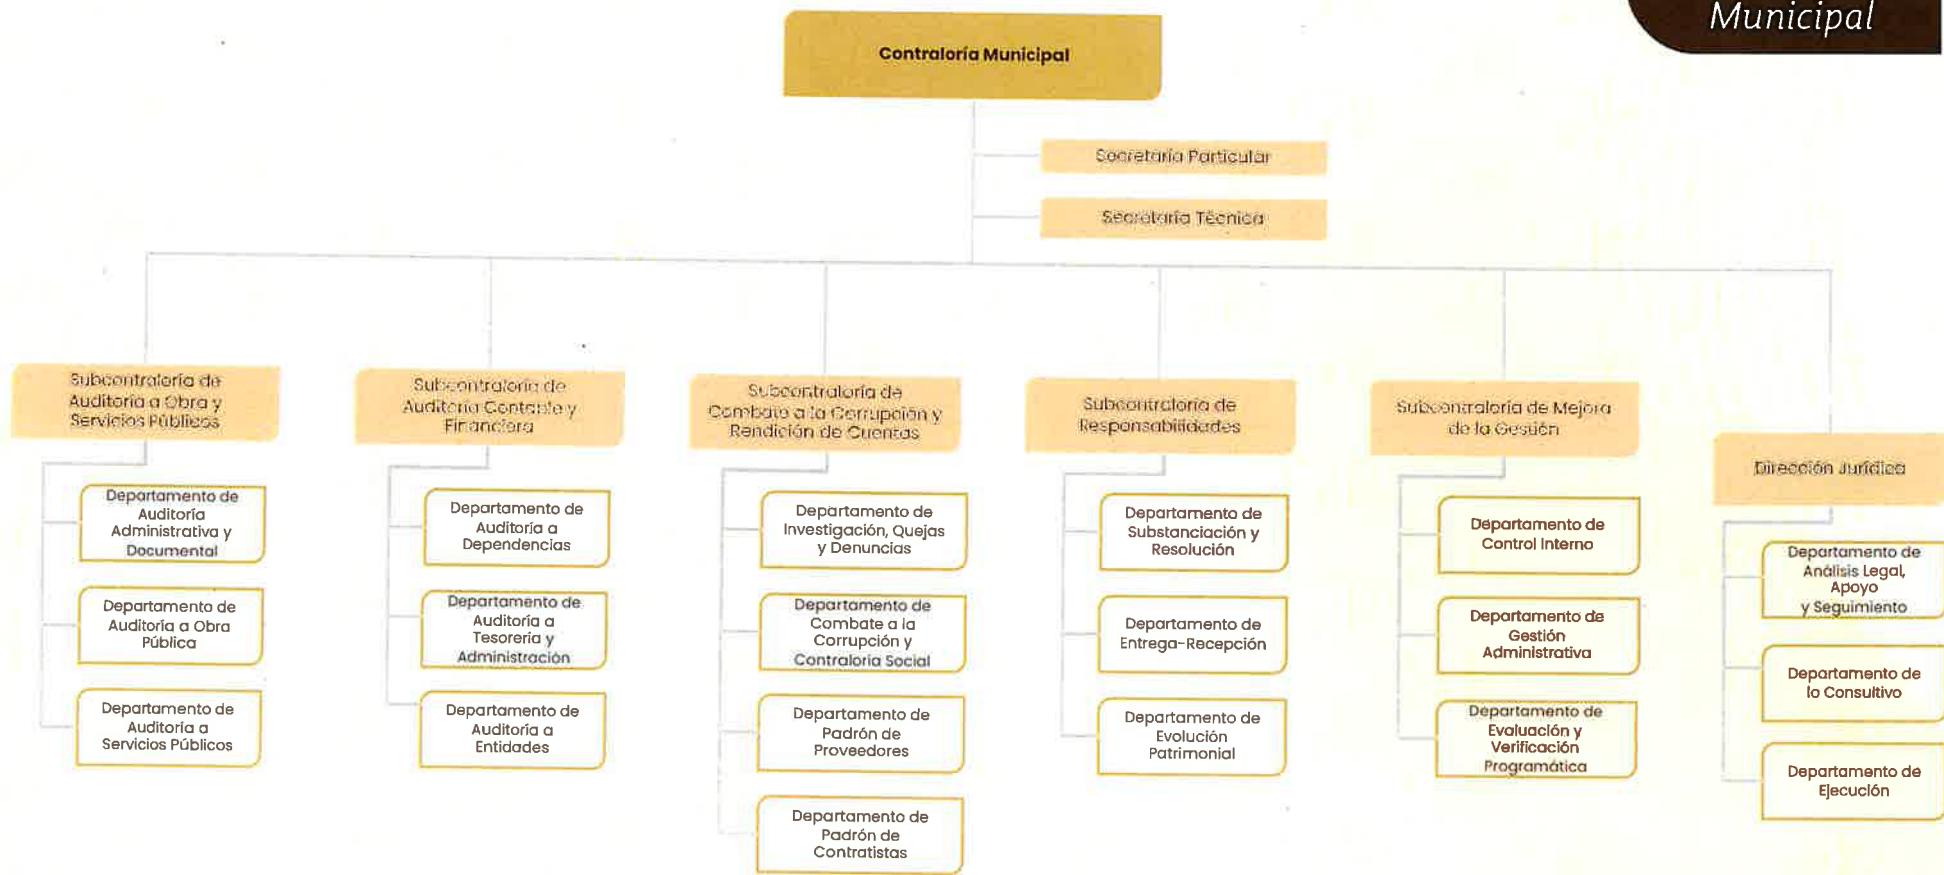 Municipal
Contraloría Municipal
Secretaría Particular
Secretaría Técnica
Subcontraloría de
Auditoría a Obra y
Servicios Públicos
Departamento de
Auditoría
Administrativa y
Documental
Departamento de
Auditoría a Obra
Pública
Departamento de
Auditoría a
Servicios Públicos
Subcontraloría de
Auditoría Contable y
Financiera
Departamento de
Auditoría a
Dependencias
Departamento de
Auditoría a
Tesorería y
Administración
Departamento de
Auditoría a
Entidades
Subcontraloría de
Combate a la Corrupción y
Rendición de Cuentas
Departamento de
Investigación, Quejas
y Denuncias
Departamento de
Combate a la
Corrupción y
Contraloría Social
Departamento de
Padrón de
Proveedores
Departamento de
Padrón de
Contratistas
Subcontraloría de
Responsabilidades
Departamento de
Substanciación y
Resolución
Departamento de
Entrega-Recepción
Departamento de
Evolución
Patrimonial
Subcontraloría de Mejora
de la Gestión
Departamento de
Control Interno
Departamento de
Gestión
Administrativa
Departamento de
Evaluación y
Verificación
Programática
Dirección Jurídica
Departamento de
Análisis Legal,
Apoyo
y Seguimiento
Departamento de
lo Consultivo
Departamento de
Ejecución